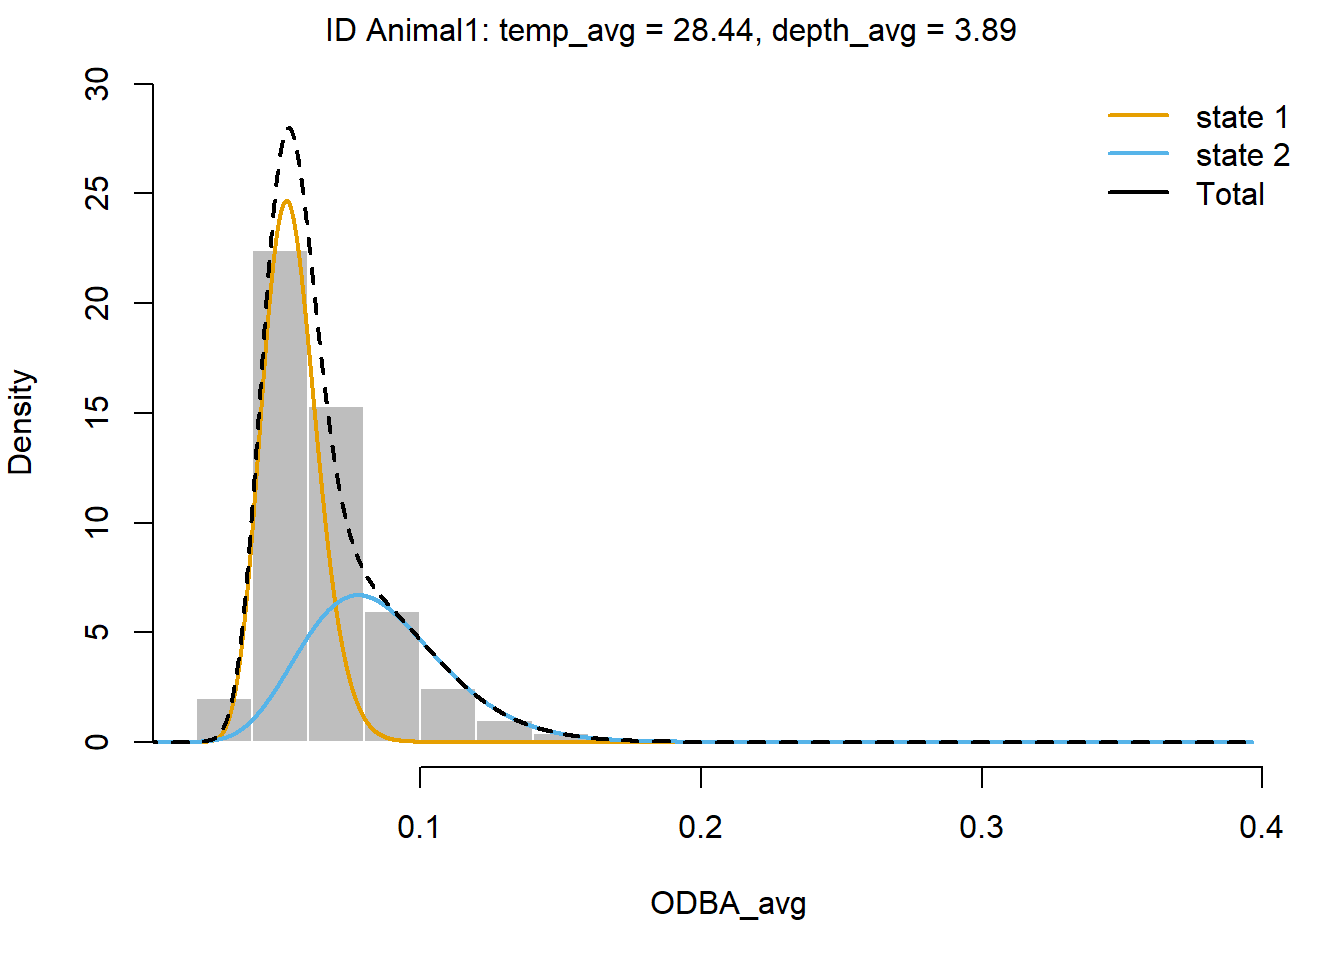 ID Animal1: temp_avg = 28.44, depth_avg = 3.89
30
25
20
15
10
5
0
Density
state 1
state 2
Total
0.1 0.2 0.3 0.4
ODBA_avg